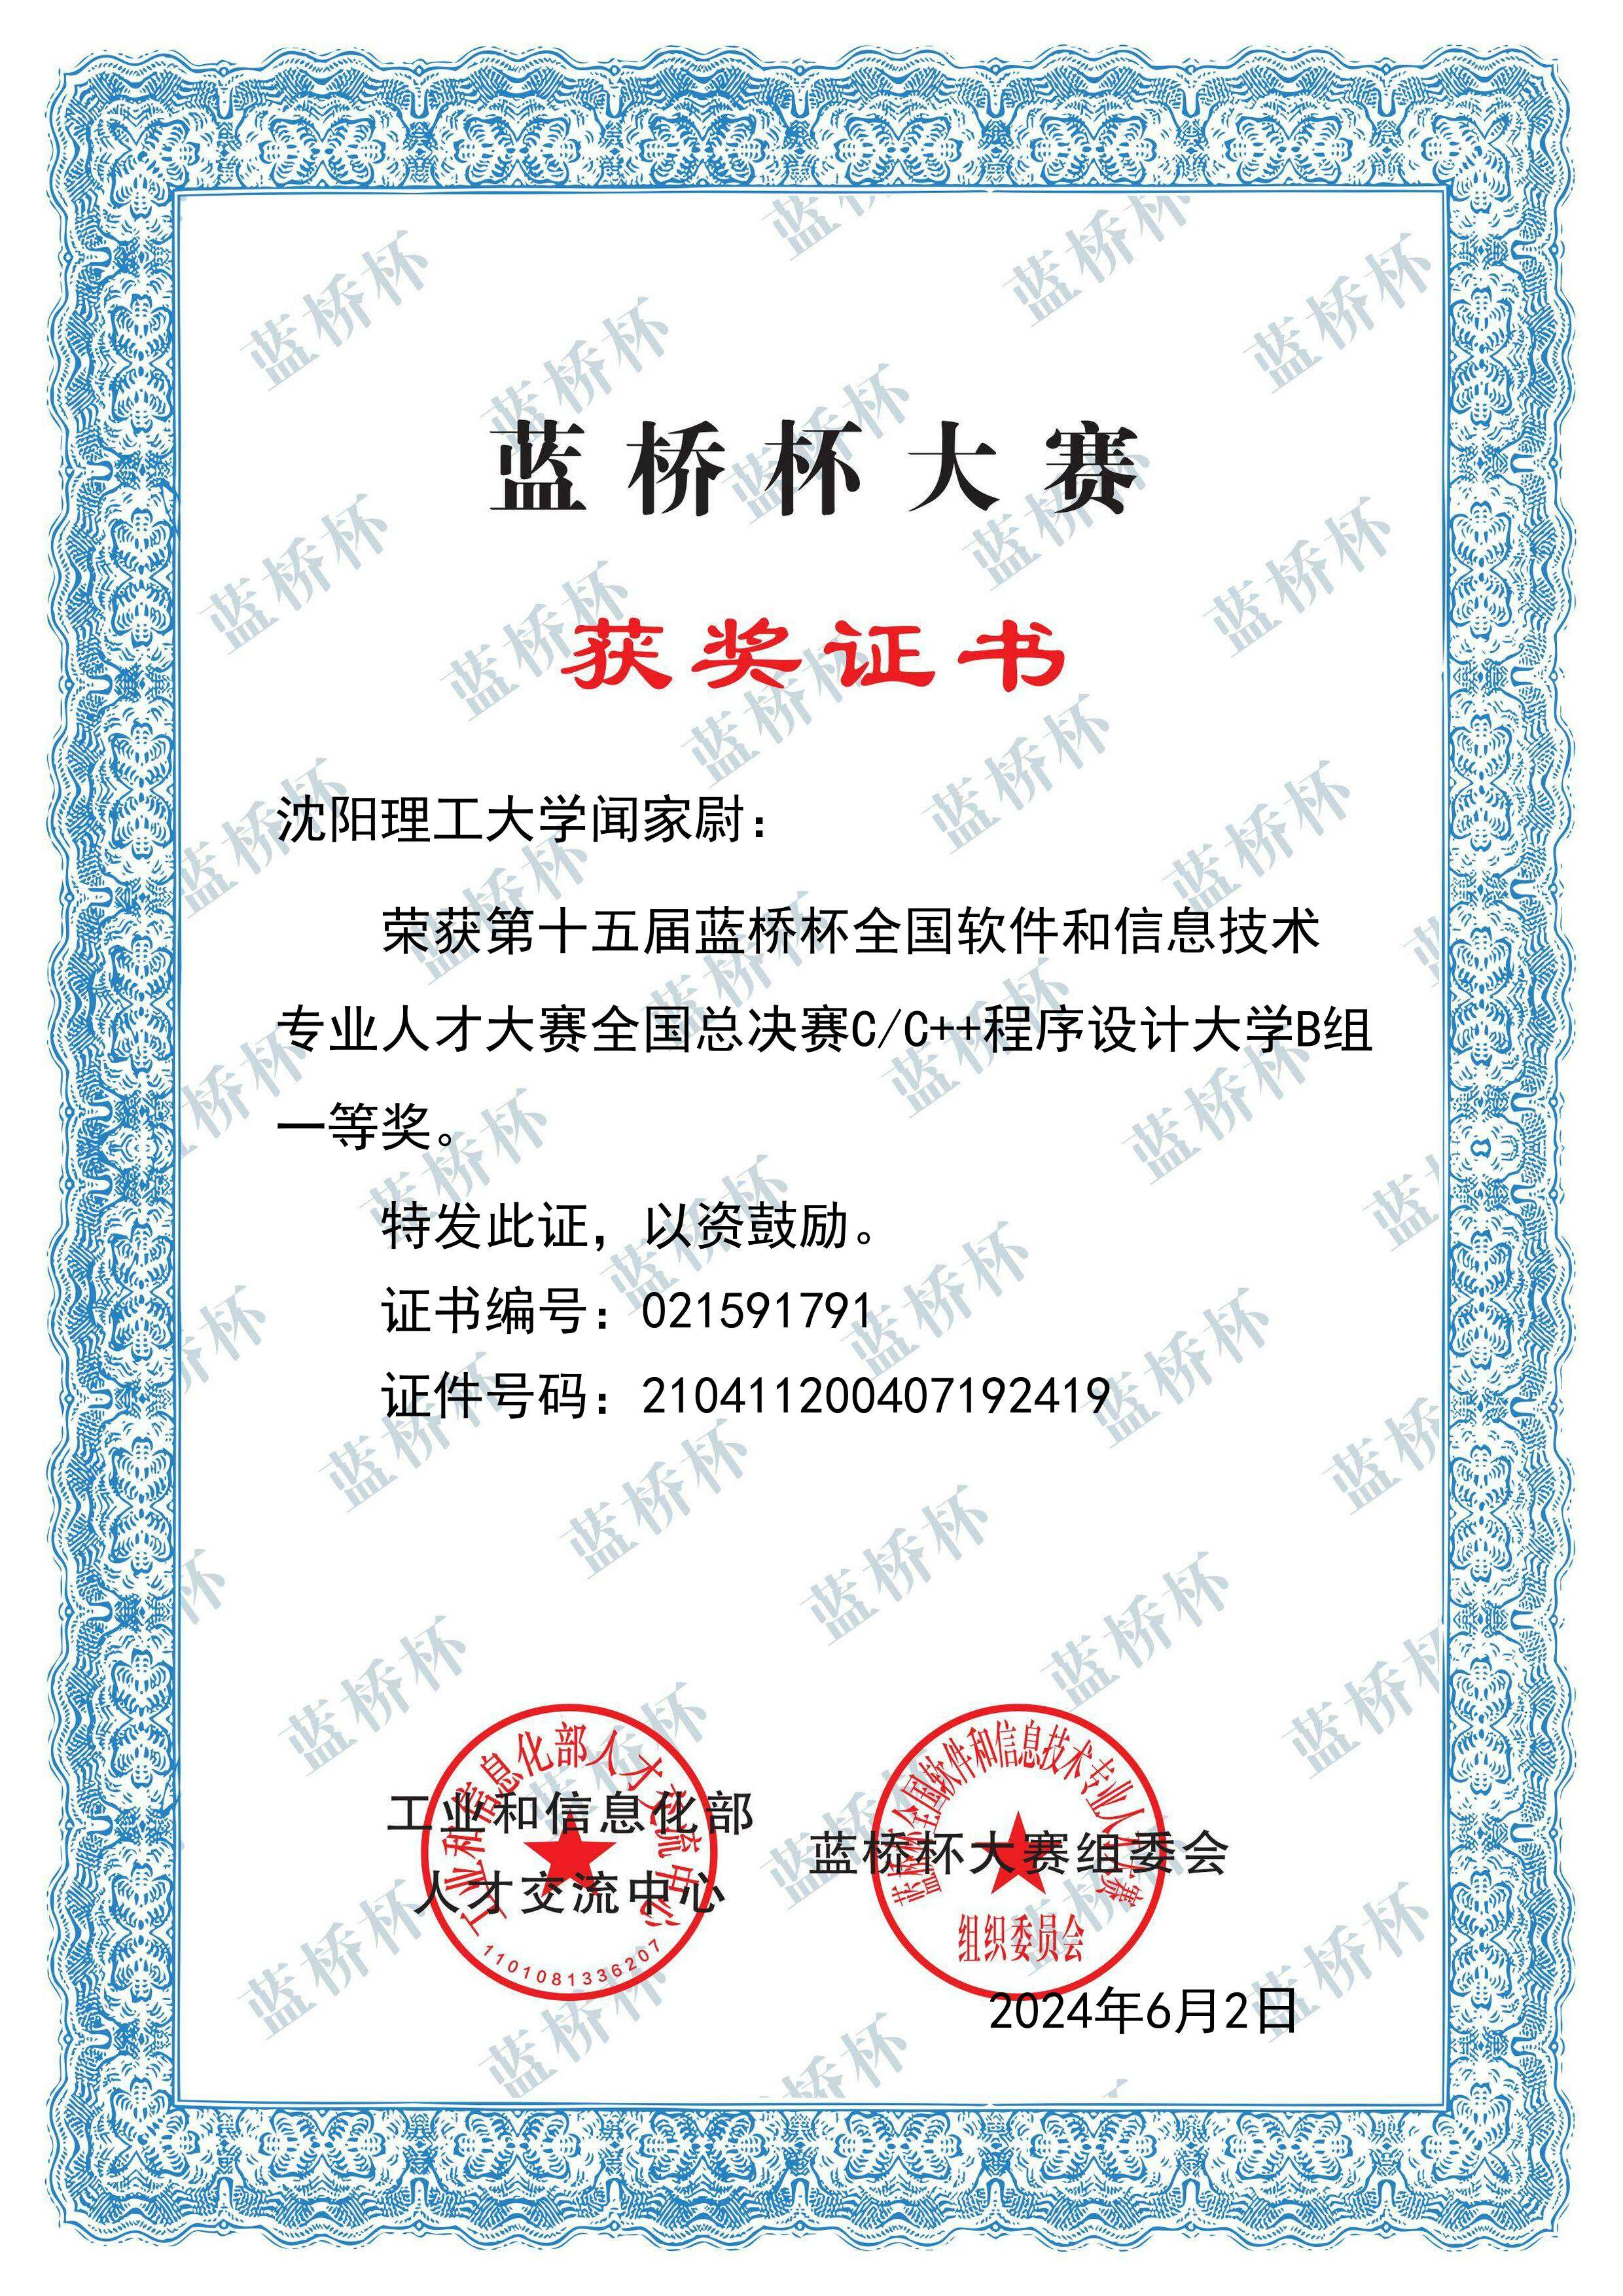 蓝桥杯大赛
获奖证书
沈阳理工大学闻家尉：
荣获第十五届蓝桥杯全国软件和信息技术
专业人才大赛全国总决赛C/C++程序设计大学B组
一等奖。
特发此证，以资鼓励。
证书编号：021591791
证件号码：210411200407192419
工业和信息化部人才交流中心
工业和信息化部
人才交流中心
1101081336207
蓝桥杯全国软件和信息技术专业人才大赛
蓝桥杯大赛组委会
组织委员会
2024年6月2日
蓝桥杯